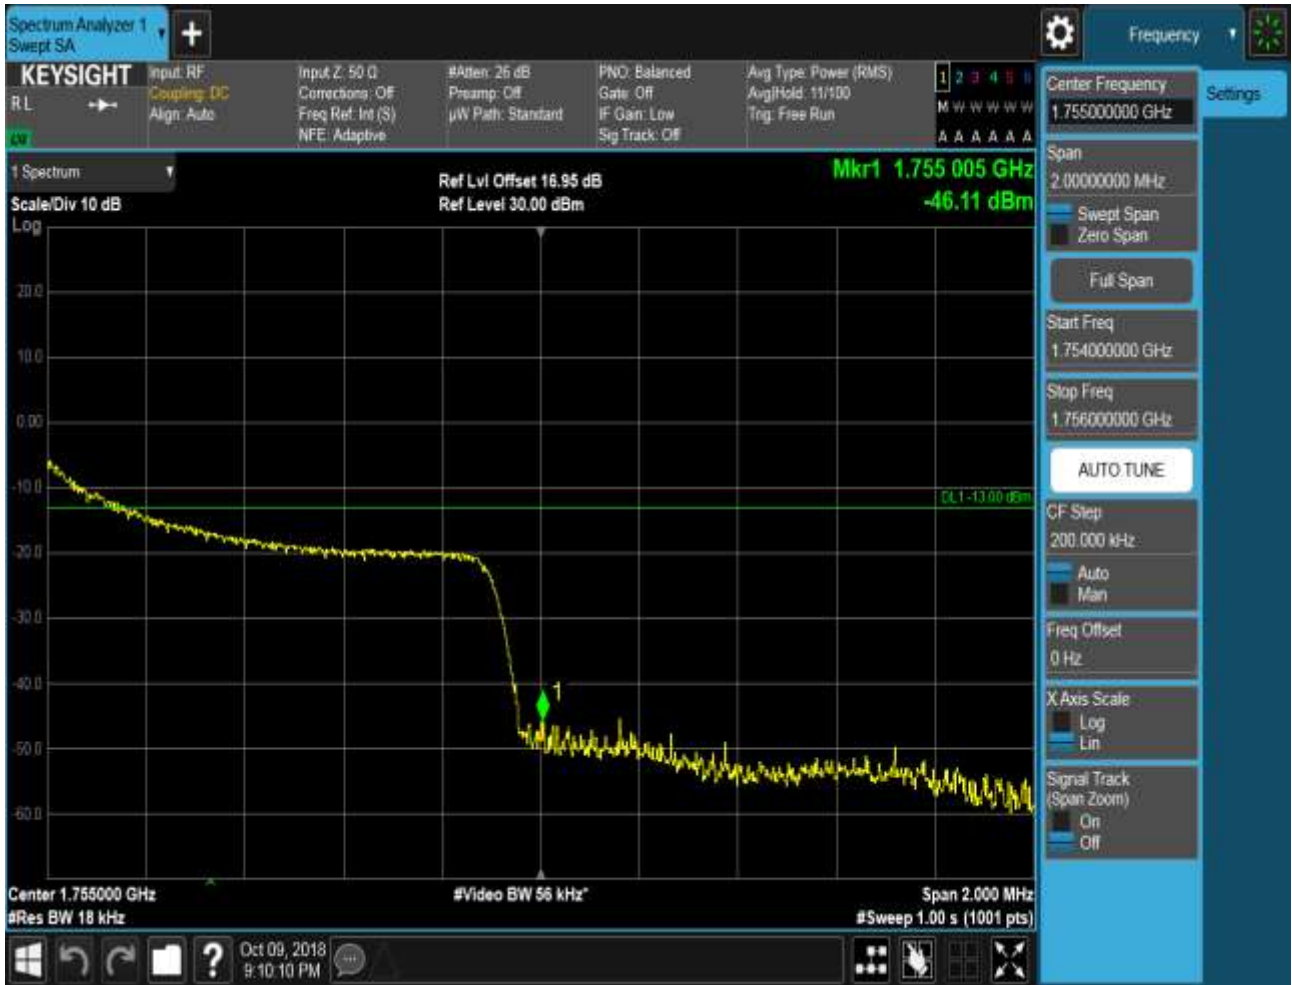 Spectrum Analyzer 1
Swept SA
Frequency
KEYSIGHT
RL
Input: RF
Coupling: DC
Align: Auto
Input Z: 50 Ω
Corrections: Off
Freq Ref: Int (S)
NFE: Adaptive
#Atten: 26 dB
Preamp: Off
µW Path: Standard
PNO: Balanced
Gate: Off
IF Gain: Low
Sig Track: Off
Avg Type: Power (RMS)
Avg|Hold: 11/100
Trig: Free Run
1 2 3 4 5 6
M W W W W W
A A A A A A
1 Spectrum
Scale/Div 10 dB
Log
Ref Lvl Offset 16.95 dB
Ref Level 30.00 dBm
Mkr1 1.755 005 GHz
-46.11 dBm
20.0
10.0
0.00
-10.0
-20.0
-30.0
-40.0
-50.0
-60.0
DL1 -13.00 dBm
1
Center 1.755000 GHz
#Res BW 18 kHz
#Video BW 56 kHz*
Span 2.000 MHz
#Sweep 1.00 s (1001 pts)
Oct 09, 2018
9:10:10 PM
Center Frequency
1.755000000 GHz
Settings
Span
2.00000000 MHz
Swept Span
Zero Span
Full Span
Start Freq
1.754000000 GHz
Stop Freq
1.756000000 GHz
AUTO TUNE
CF Step
200.000 kHz
Auto
Man
Freq Offset
0 Hz
X Axis Scale
Log
Lin
Signal Track
(Span Zoom)
On
Off